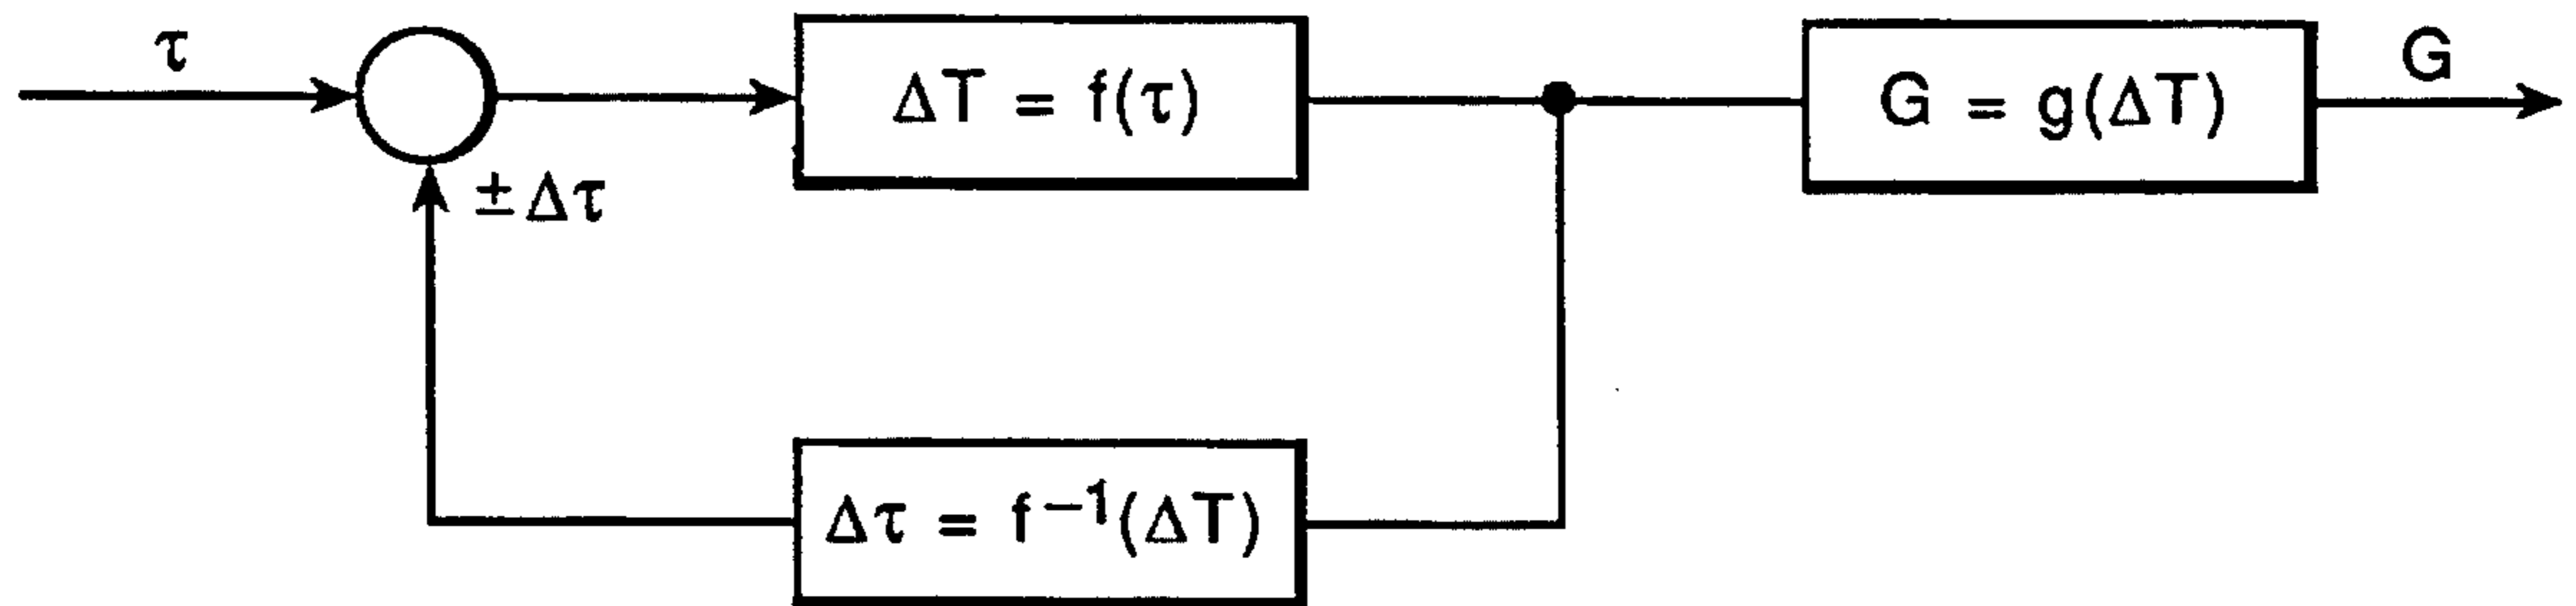 τ
ΔT = f(τ)
G = g(ΔT)
G
±Δτ
Δτ = f⁻¹(ΔT)